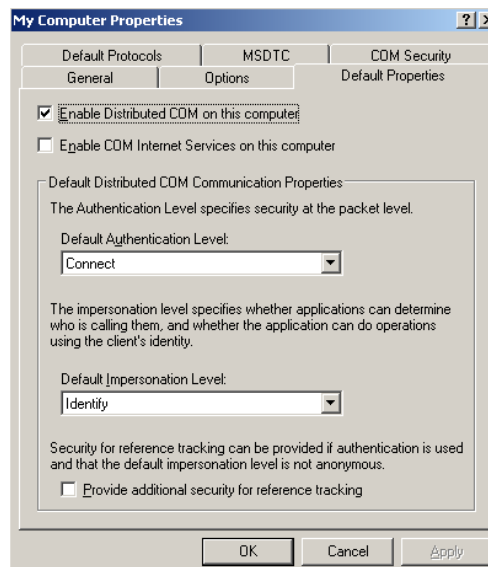 My Computer Properties
Default Protocols MSDTC COM Security
General Options Default Properties
Enable Distributed COM on this computer
Enable COM Internet Services on this computer
Default Distributed COM Communication Properties
The Authentication Level specifies security at the packet level.
Default Authentication Level:
Connect
The impersonation level specifies whether applications can determine
who is calling them, and whether the application can do operations
using the client's identity.
Default Impersonation Level:
Identify
Security for reference tracking can be provided if authentication is used
and that the default impersonation level is not anonymous.
Provide additional security for reference tracking
OK Cancel Apply